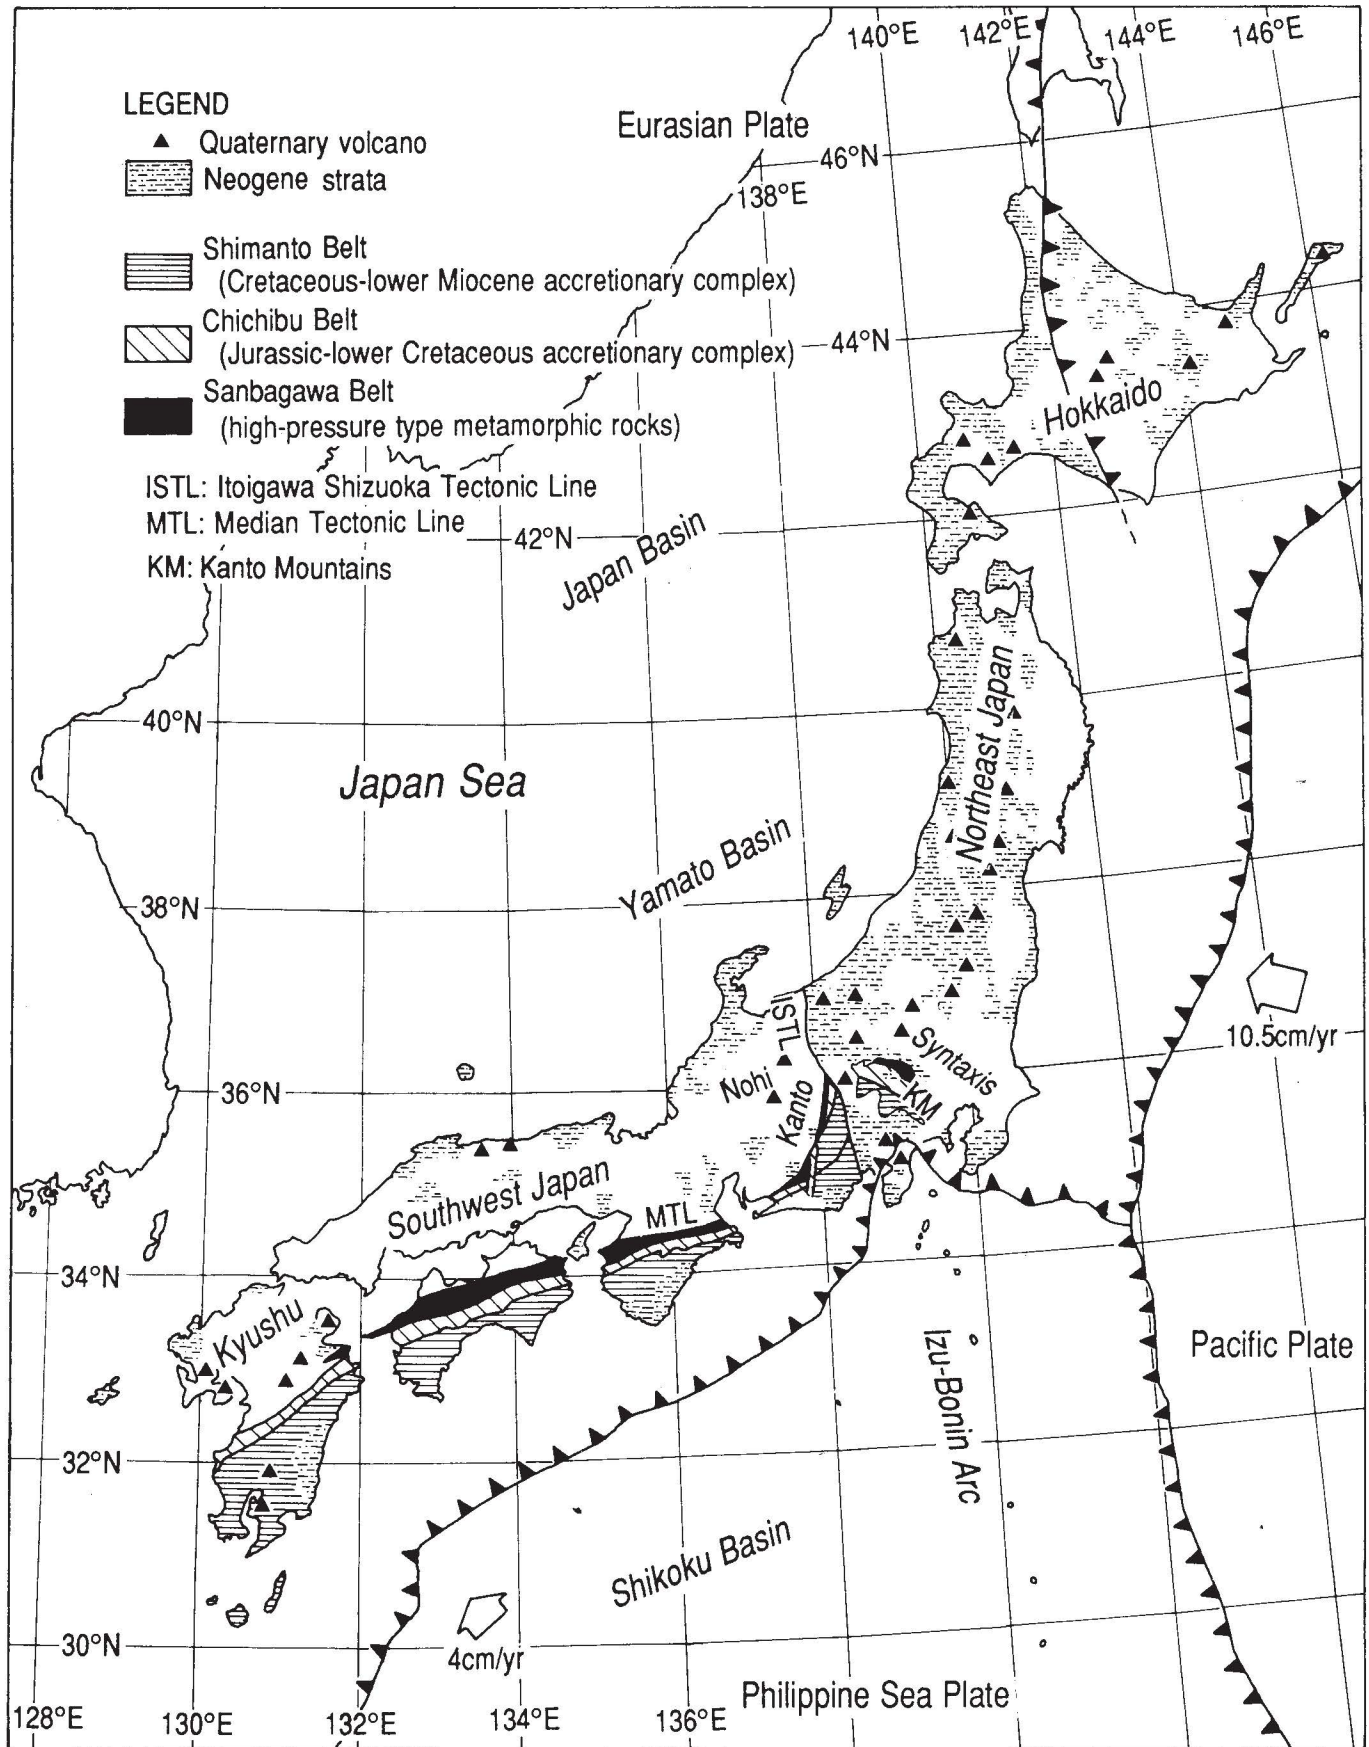 140°E
142°E
144°E
146°E
LEGEND
Quaternary volcano
Neogene strata
Shimanto Belt
(Cretaceous-lower Miocene accretionary complex)
Chichibu Belt
(Jurassic-lower Cretaceous accretionary complex)
Sanbagawa Belt
(high-pressure type metamorphic rocks)
ISTL: Itoigawa Shizuoka Tectonic Line
MTL: Median Tectonic Line
KM: Kanto Mountains
Eurasian Plate
46°N
138°E
44°N
Hokkaido
42°N
Japan Basin
40°N
Japan Sea
Northeast Japan
Yamato Basin
38°N
10.5cm/yr
ISTL
Syntaxis
36°N
Nohi
Kanto
KM
Southwest Japan
MTL
34°N
Kyushu
Izu-Bonin Arc
Pacific Plate
32°N
Shikoku Basin
30°N
4cm/yr
Philippine Sea Plate
128°E
130°E
132°E
134°E
136°E